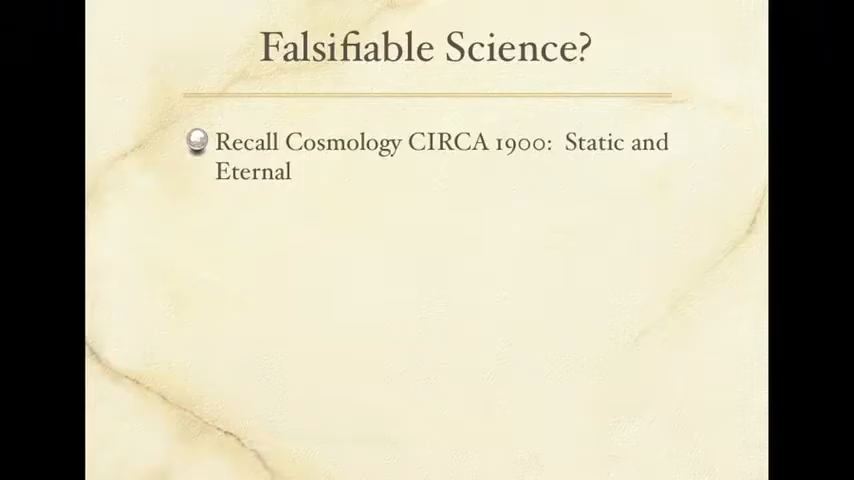 Falsifiable Science?
Recall Cosmology CIRCA 1900:  Static and
Eternal